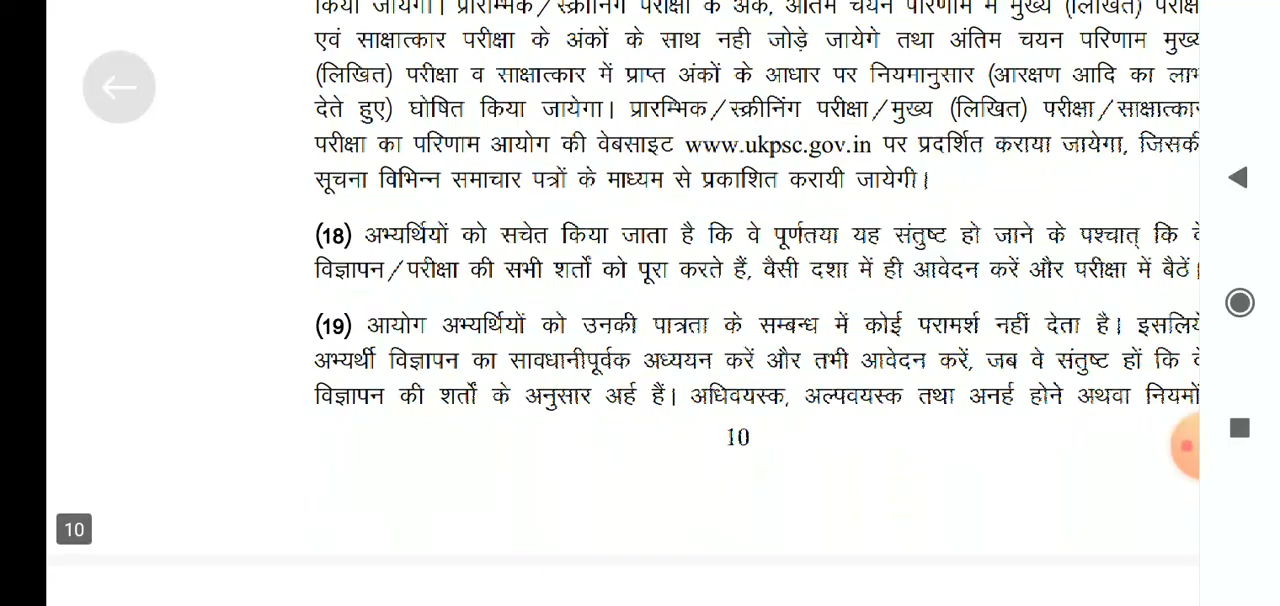 किया जायेगा। प्रारम्भिक/स्क्रीनिंग परीक्षा के अंक, अंतिम चयन परिणाम में मुख्य (लिखित)
एवं साक्षात्कार परीक्षा के अंकों के साथ नही जोड़े जायेगे तथा अंतिम चयन परिणाम मुख्य
(लिखित) परीक्षा व साक्षात्कार में प्राप्त अंकों के आधार पर नियमानुसार (आरक्षण आदि का
देते हुए) घोषित किया जायेगा। प्रारम्भिक/स्क्रीनिंग परीक्षा/मुख्य (लिखित) परीक्षा/साक्षात्कार
परीक्षा का परिणाम आयोग की वेबसाइट www.ukpsc.gov.in पर प्रदर्शित कराया जायेगा, जिसकी
सूचना विभिन्न समाचार पत्रों के माध्यम से प्रकाशित करायी जायेगी।
(18) अभ्यर्थियों को सचेत किया जाता है कि वे पूर्णतया यह संतुष्ट हो जाने के पश्चात् कि
विज्ञापन/परीक्षा की सभी शर्तों को पूरा करते हैं, वैसी दशा में ही आवेदन करें और परीक्षा में बैठें।
(19) आयोग अभ्यर्थियों को उनकी पात्रता के सम्बन्ध में कोई परामर्श नहीं देता है। इसलिये
अभ्यर्थी विज्ञापन का सावधानीपूर्वक अध्ययन करें और तभी आवेदन करें, जब वे संतुष्ट हों कि
विज्ञापन की शर्तों के अनुसार अर्ह हैं। अधिवयस्क, अल्पवयस्क तथा अनर्ह होने अथवा नियमों
10
10